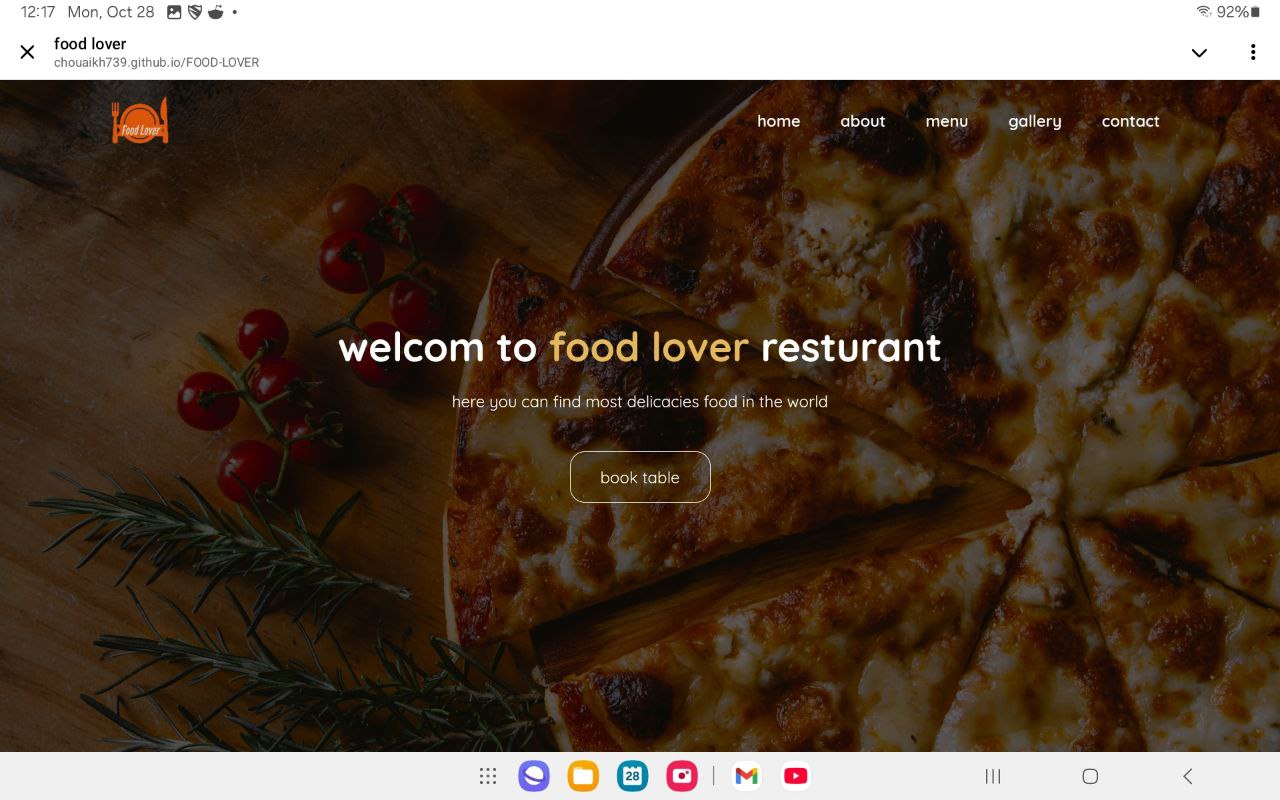 12:17 Mon, Oct 28
92%
food lover
chouaikh739.github.io/FOOD-LOVER
Food Lover
home about menu gallery contact
welcom to food lover resturant
here you can find most delicacies food in the world
book table
28